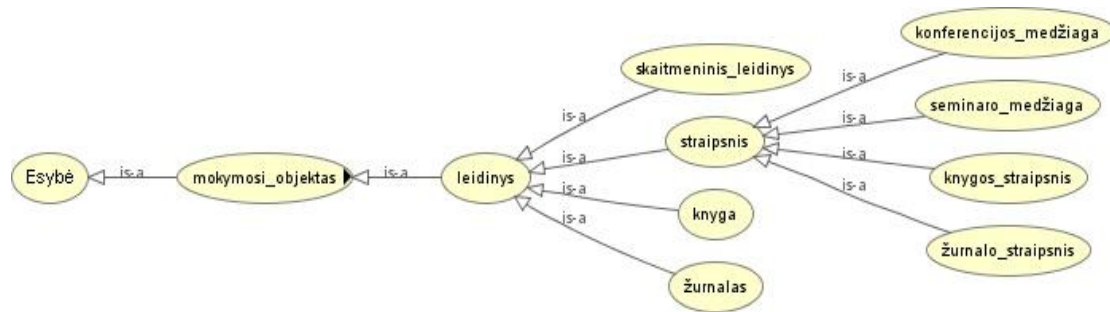 konferencijos_medžiaga
skaitmeninis_leidinys
is-a
is-a
seminaro_medžiaga
is-a
straipsnis
is-a
is-a
Esybė
is-a
mokymosi_objektas
is-a
leidinys
is-a
knygos_straipsnis
is-a
knyga
is-a
is-a
žurnalo_straipsnis
žurnalas